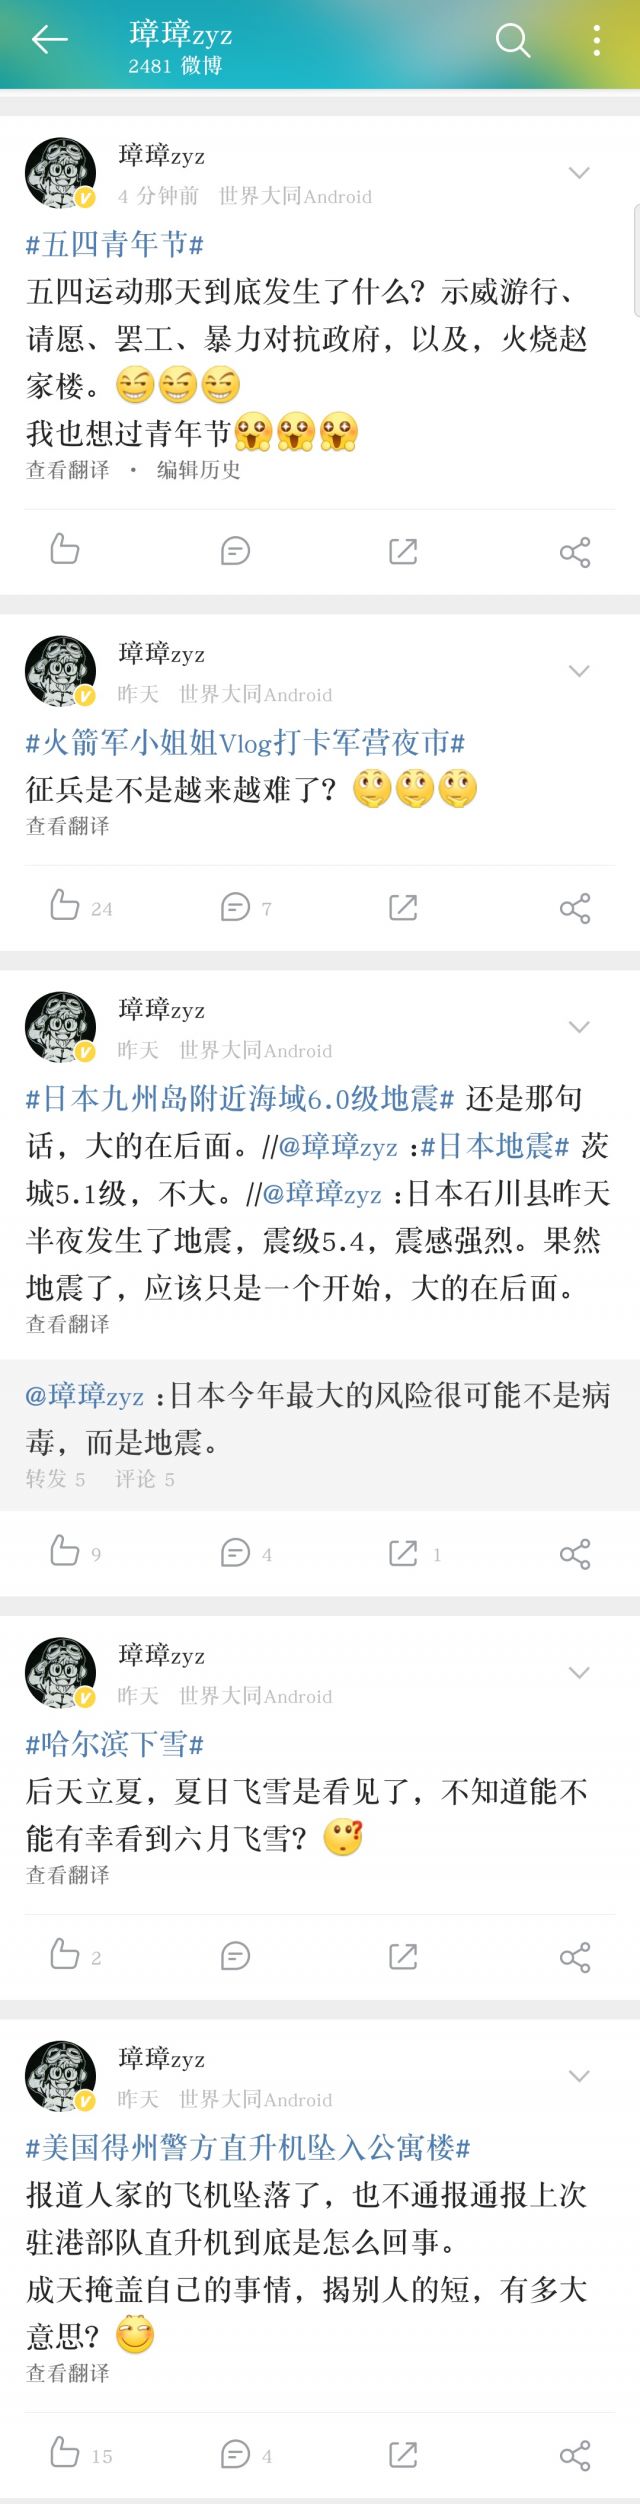 璋璋zyz
2481 微博
璋璋zyz
4 分钟前 世界大同Android
#五四青年节#
五四运动那天到底发生了什么？示威游行、
请愿、罢工、暴力对抗政府，以及，火烧赵
家楼。
我也想过青年节
查看翻译 · 编辑历史
璋璋zyz
昨天 世界大同Android
#火箭军小姐姐Vlog打卡军营夜市#
征兵是不是越来越难了？
查看翻译
24 7
璋璋zyz
昨天 世界大同Android
#日本九州岛附近海域6.0级地震# 还是那句
话，大的在后面。//@璋璋zyz :#日本地震# 茨
城5.1级，不大。//@璋璋zyz :日本石川县昨天
半夜发生了地震，震级5.4，震感强烈。果然
地震了，应该只是一个开始，大的在后面。
查看翻译
@璋璋zyz :日本今年最大的风险很可能不是病
毒，而是地震。
转发 5 评论 5
9 4 1
璋璋zyz
昨天 世界大同Android
#哈尔滨下雪#
后天立夏，夏日飞雪是看见了，不知道能不
能有幸看到六月飞雪？
查看翻译
2
璋璋zyz
昨天 世界大同Android
#美国得州警方直升机坠入公寓楼#
报道人家的飞机坠落了，也不通报通报上次
驻港部队直升机到底是怎么回事。
成天掩盖自己的事情，揭别人的短，有多大
意思？
查看翻译
15 4